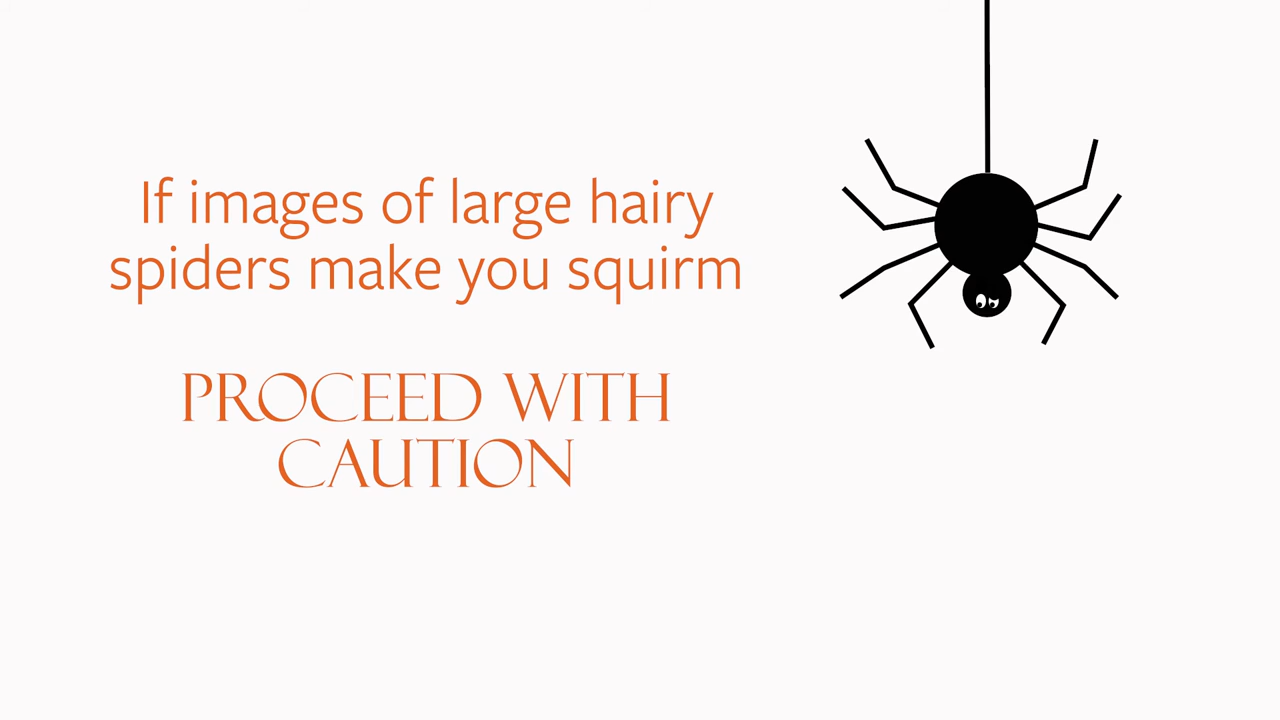 If images of large hairy
spiders make you squirm
PROCEED WITH
CAUTION